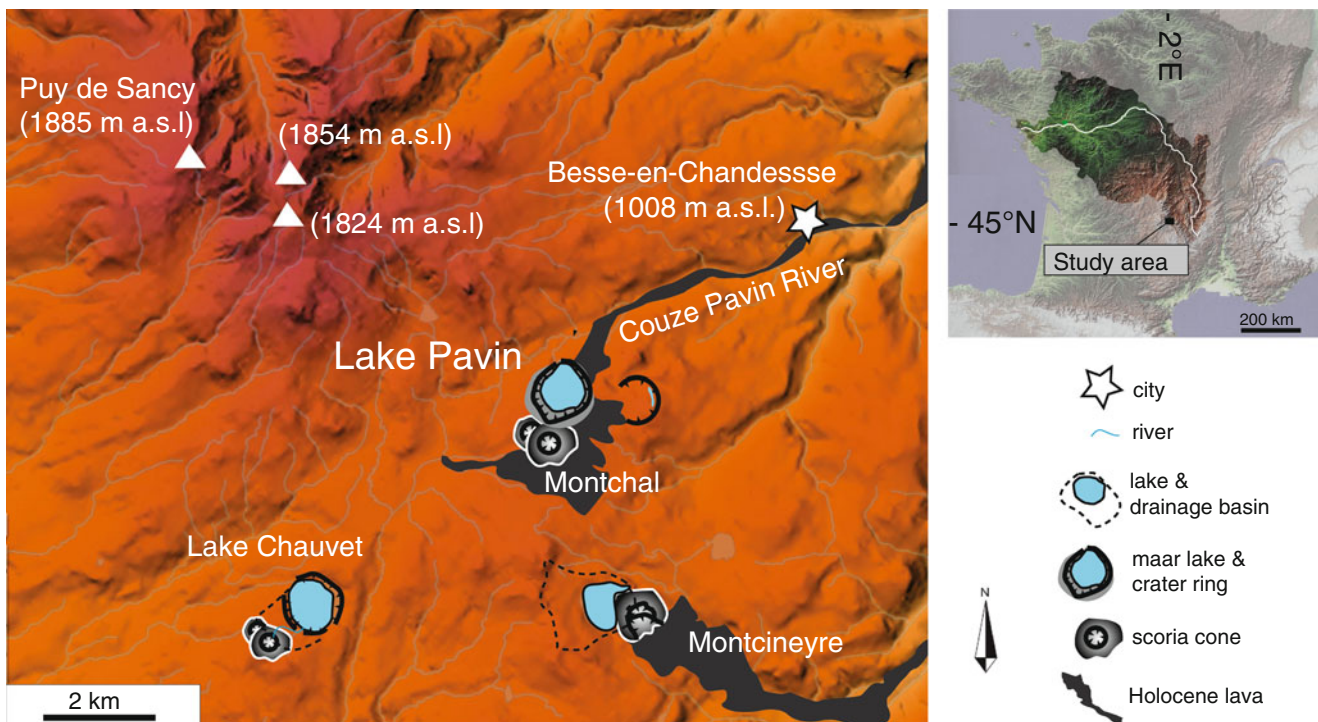 Puy de Sancy
(1885 m a.s.l)
(1854 m a.s.l)
(1824 m a.s.l)
Besse-en-Chandessse
(1008 m a.s.l.)
Couze Pavin River
Lake Pavin
Montchal
Lake Chauvet
Montcineyre
2 km
- 2°E
- 45°N
Study area
200 km
city
river
lake &
drainage basin
maar lake &
crater ring
scoria cone
Holocene lava
N